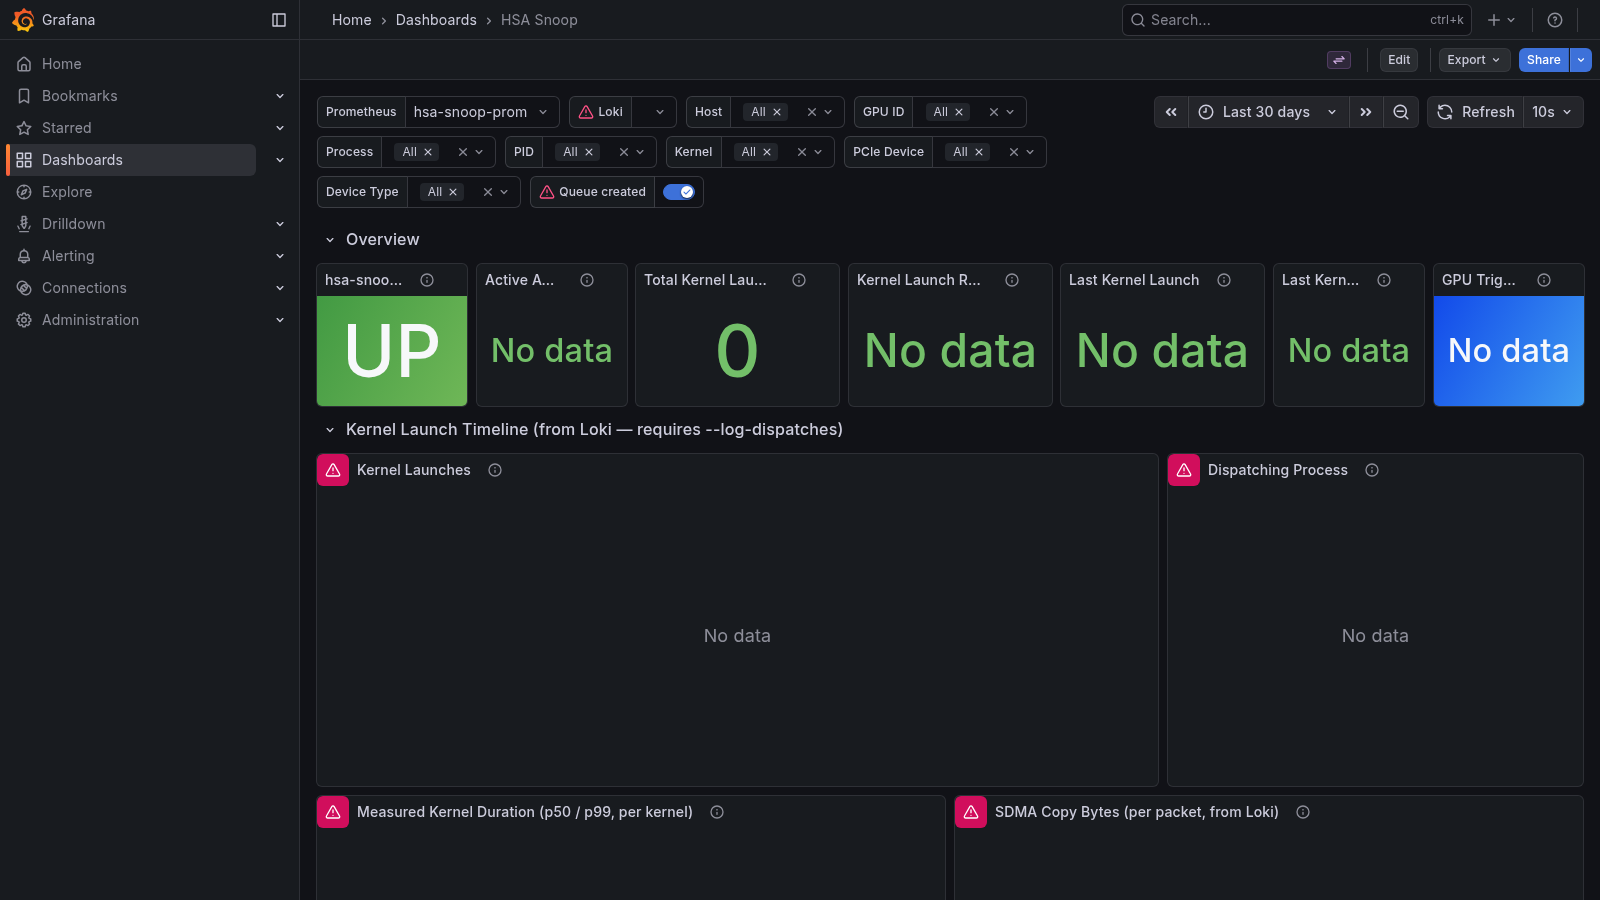 Grafana
Home
Dashboards
HSA Snoop
Search...
ctrl+k
Edit
Export
Share
Home
Bookmarks
Starred
Dashboards
Explore
Drilldown
Alerting
Connections
Administration
Prometheus
hsa-snoop-prom
Loki
Host
All
GPU ID
All
Last 30 days
Refresh
10s
Process
All
PID
All
Kernel
All
PCIe Device
All
Device Type
All
Queue created
Overview
hsa-snoo...
Active A...
Total Kernel Lau...
Kernel Launch R...
Last Kernel Launch
Last Kern...
GPU Trig...
UP
No data
0
No data
No data
No data
No data
Kernel Launch Timeline (from Loki — requires --log-dispatches)
Kernel Launches
Dispatching Process
No data
No data
Measured Kernel Duration (p50 / p99, per kernel)
SDMA Copy Bytes (per packet, from Loki)